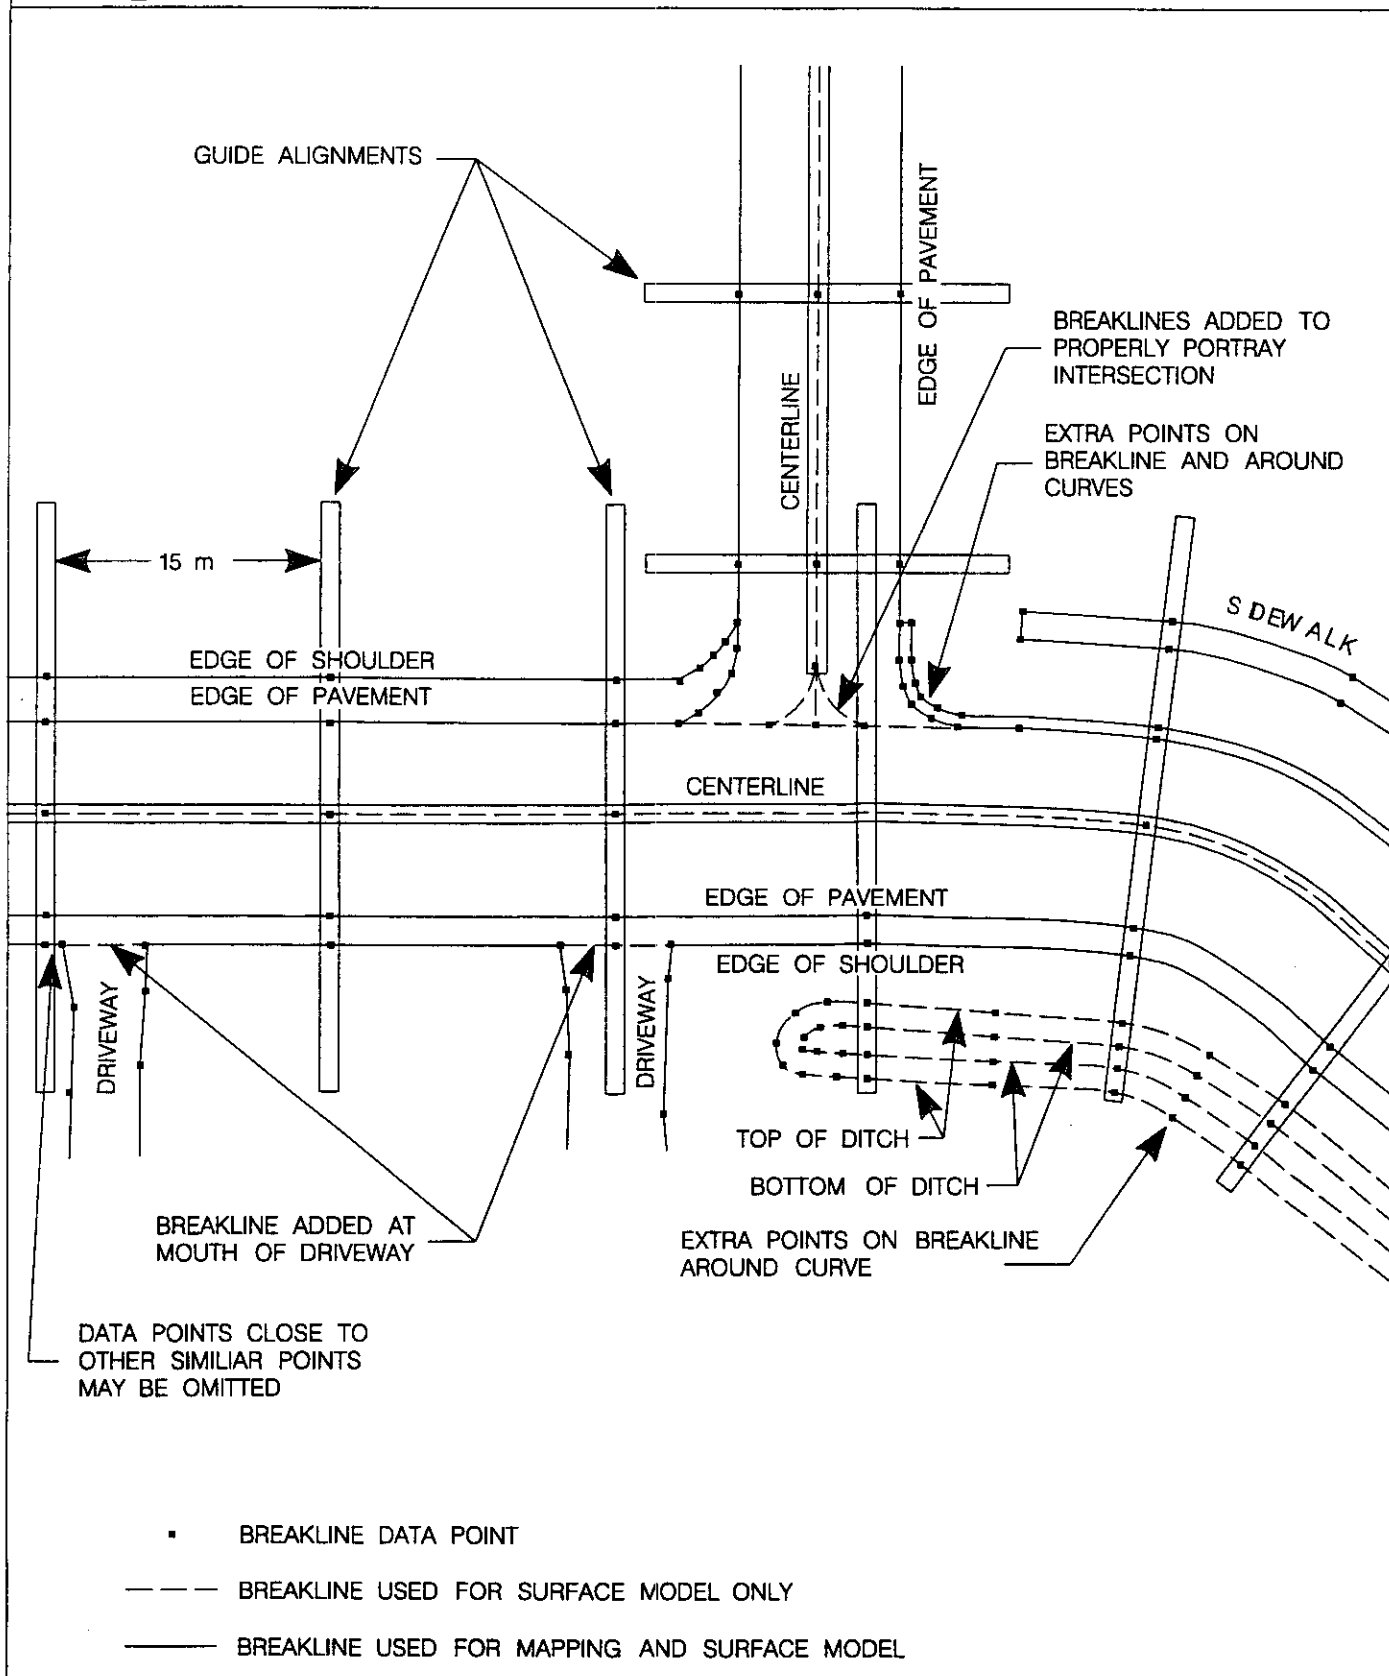 GUIDE ALIGNMENTS
EDGE OF PAVEMENT
CENTERLINE
BREAKLINES ADDED TO
PROPERLY PORTRAY
INTERSECTION
EXTRA POINTS ON
BREAKLINE AND AROUND
CURVES
15 m
SIDEWALK
EDGE OF SHOULDER
EDGE OF PAVEMENT
CENTERLINE
EDGE OF PAVEMENT
EDGE OF SHOULDER
DRIVEWAY
DRIVEWAY
TOP OF DITCH
BOTTOM OF DITCH
BREAKLINE ADDED AT
MOUTH OF DRIVEWAY
EXTRA POINTS ON BREAKLINE
AROUND CURVE
DATA POINTS CLOSE TO
OTHER SIMILIAR POINTS
MAY BE OMITTED
BREAKLINE DATA POINT
BREAKLINE USED FOR SURFACE MODEL ONLY
BREAKLINE USED FOR MAPPING AND SURFACE MODEL